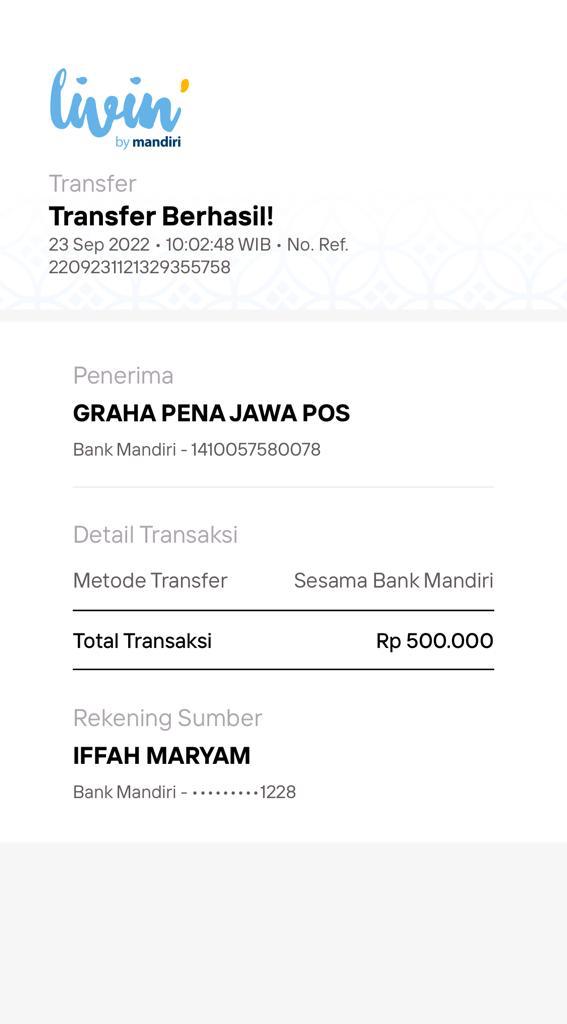 livin'
by mandiri
Transfer
Transfer Berhasil!
23 Sep 2022 • 10:02:48 WIB • No. Ref.
2209231121329355758
Penerima
GRAHA PENA JAWA POS
Bank Mandiri - 1410057580078
Detail Transaksi
Metode Transfer Sesama Bank Mandiri
Total Transaksi Rp 500.000
Rekening Sumber
IFFAH MARYAM
Bank Mandiri - •••••••••1228